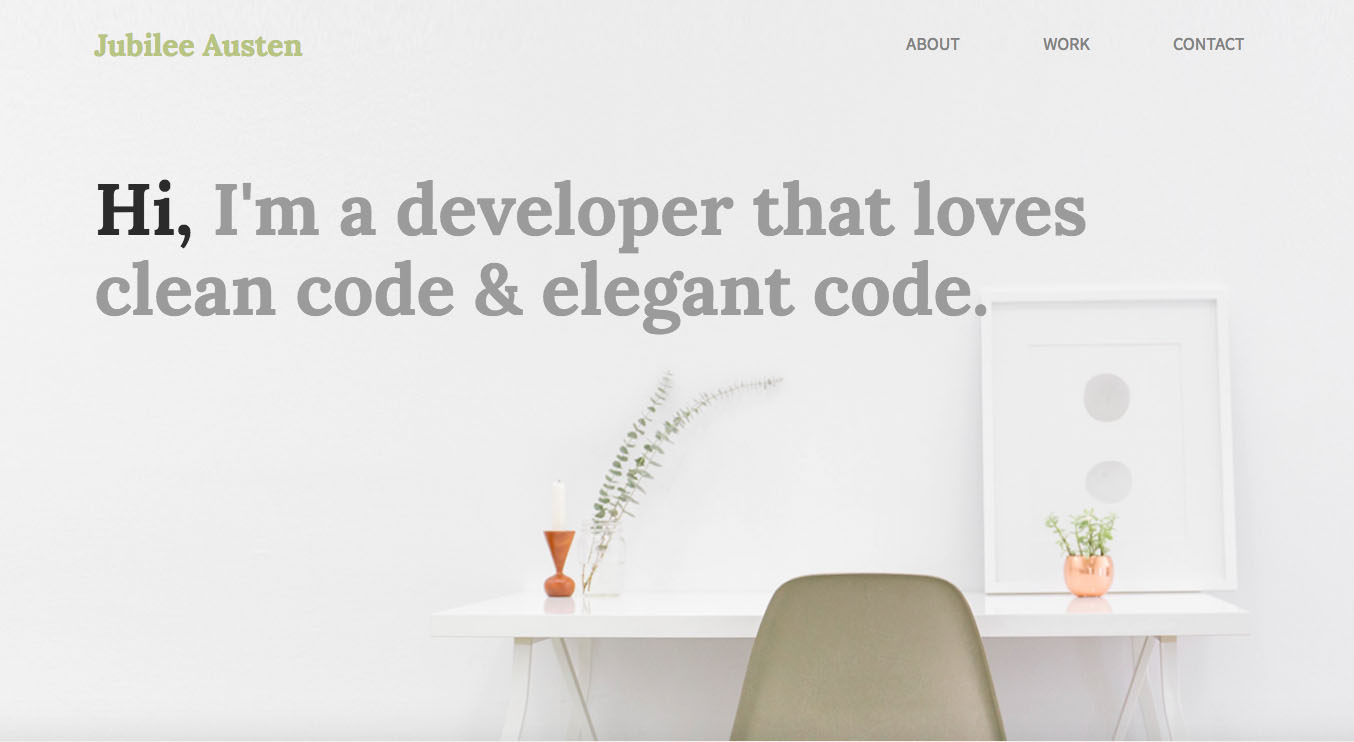 Jubilee Austen
ABOUT WORK CONTACT
Hi, I'm a developer that loves
clean code & elegant code.